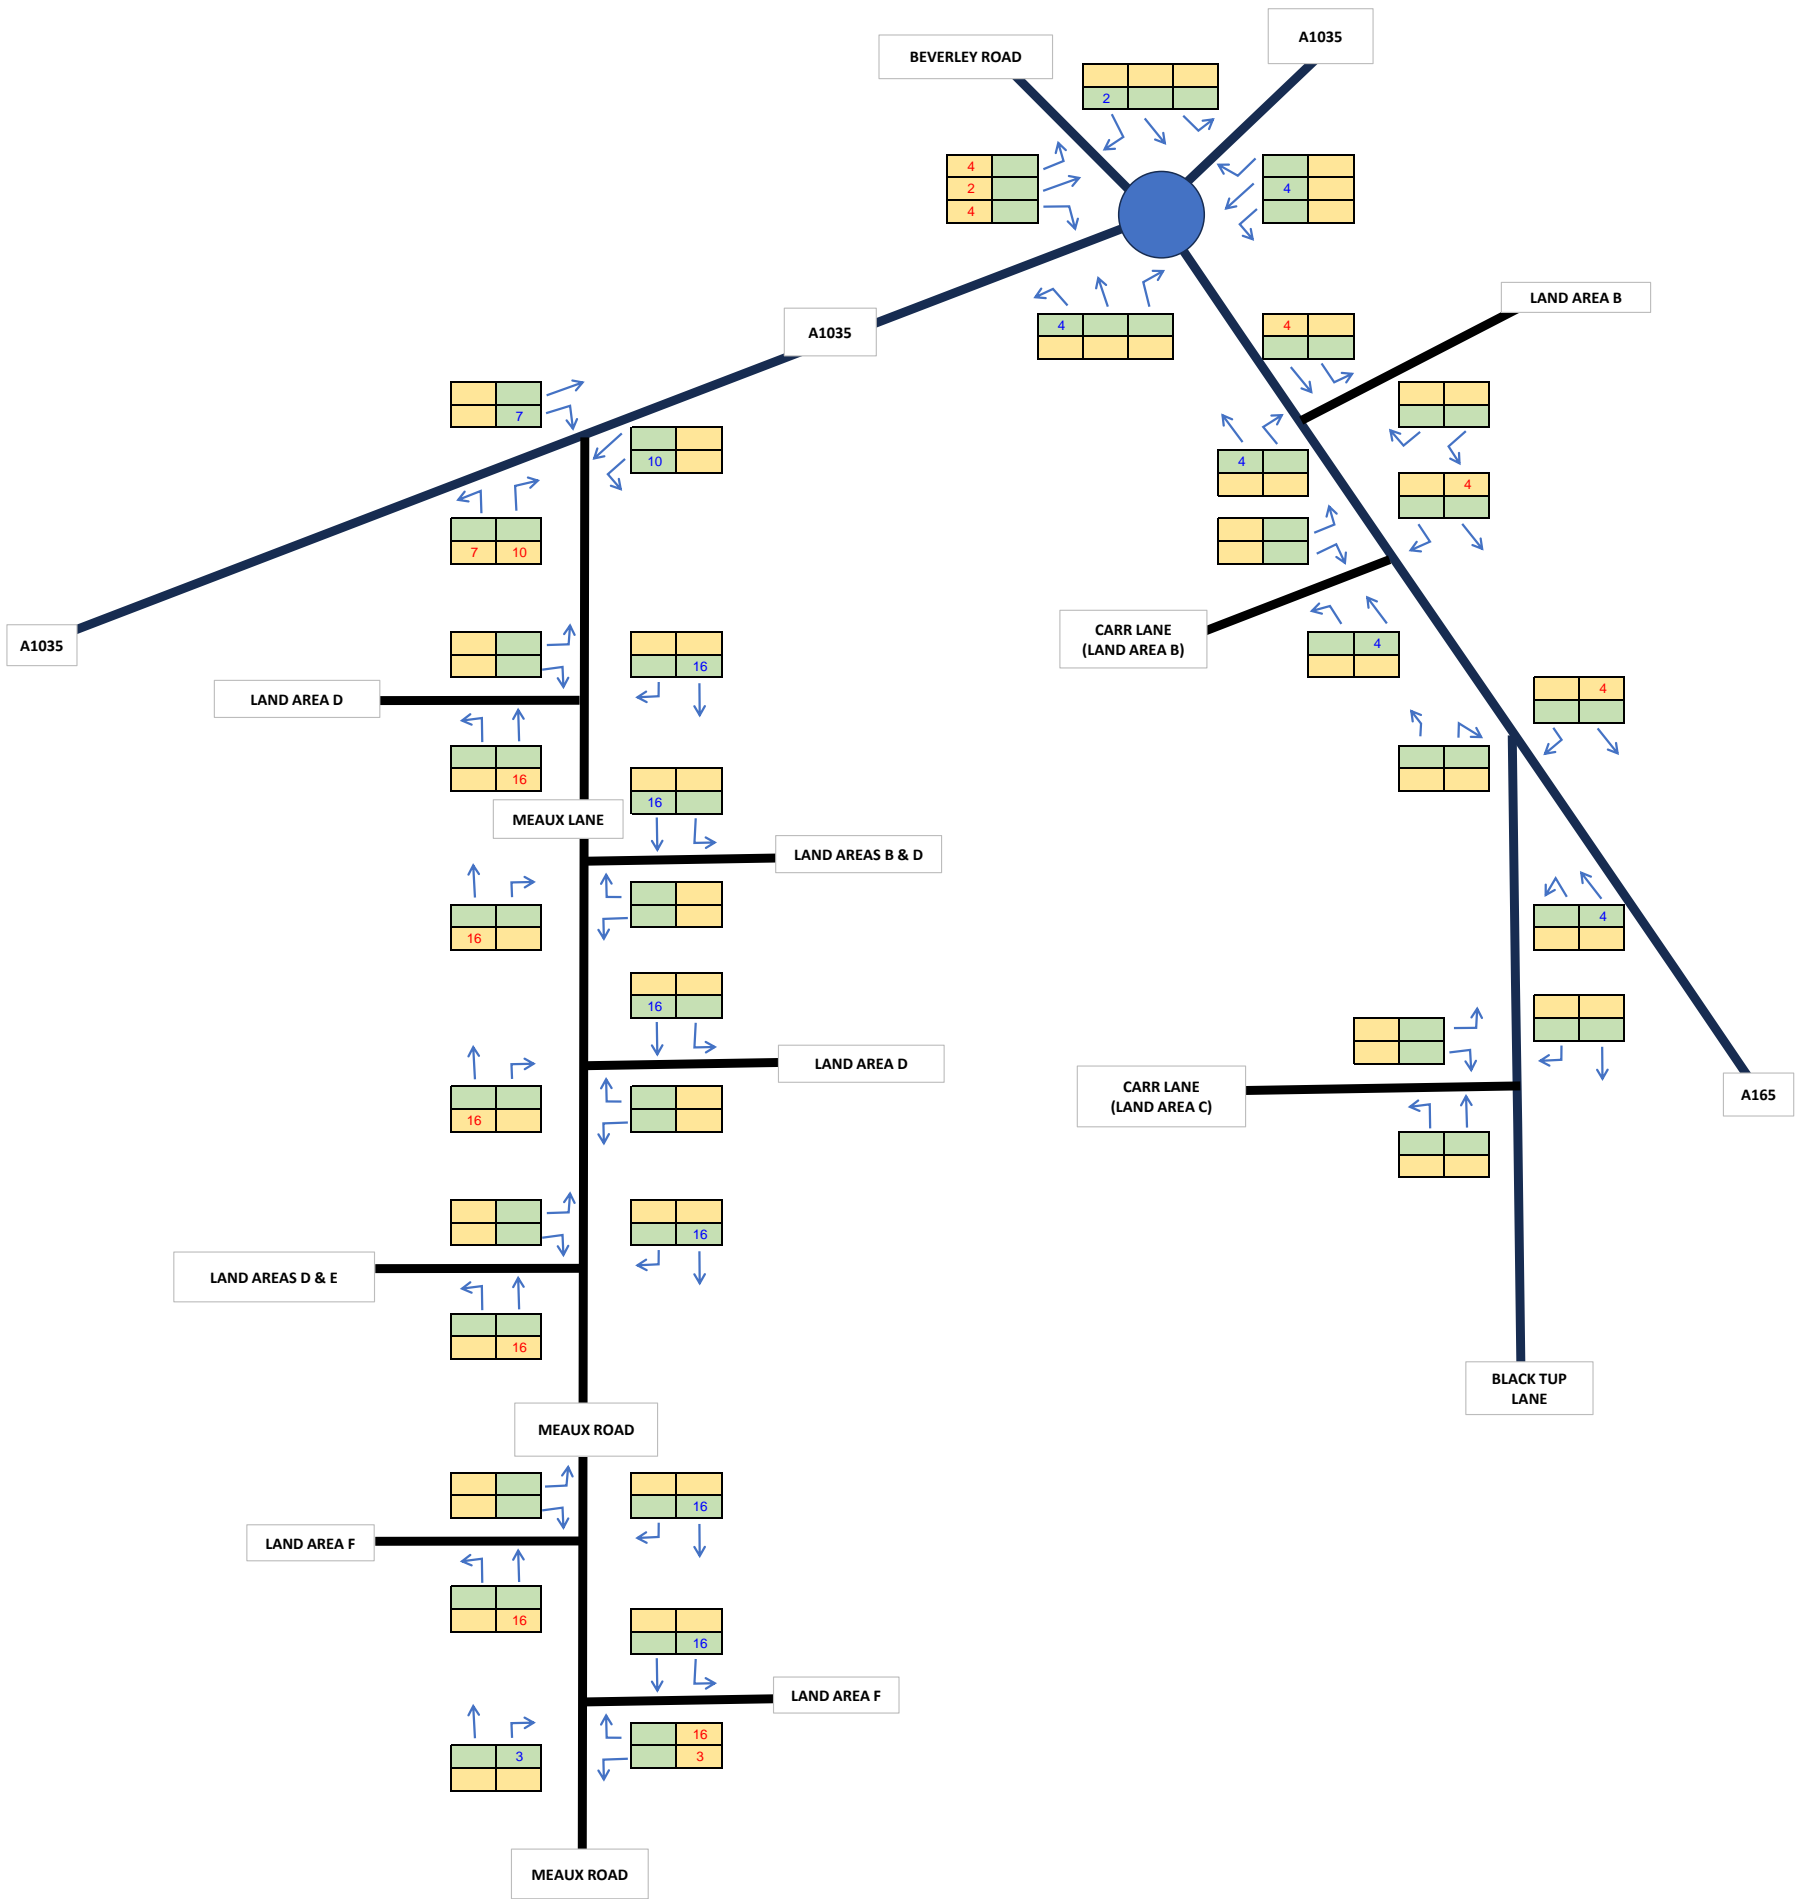 A1035
BEVERLEY ROAD
2
4
2
4
4
4
LAND AREA B
4
A1035
7
10
4
4
7 10
CARR LANE
(LAND AREA B)
4
A1035
16
4
LAND AREA D
16
16
MEAUX LANE
LAND AREAS B & D
16
4
16
LAND AREA D
CARR LANE
(LAND AREA C)
A165
16
16
LAND AREAS D & E
16
BLACK TUP
LANE
MEAUX ROAD
16
LAND AREA F
16
16
LAND AREA F
16
3
3
MEAUX ROAD